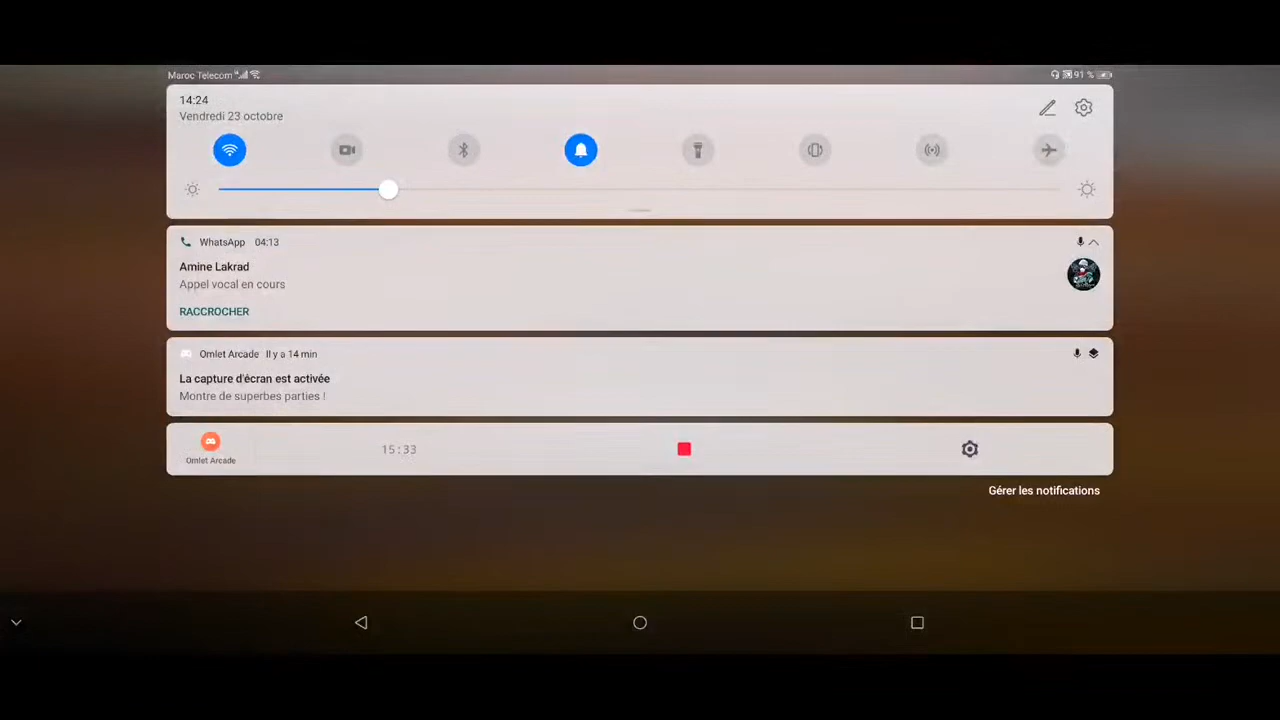 Maroc Telecom 91 %
14:24
Vendredi 23 octobre
WhatsApp 04:13
Amine Lakrad
Appel vocal en cours
RACCROCHER
Omlet Arcade Il y a 14 min
La capture d'écran est activée
Montre de superbes parties !
15:33
Omlet Arcade
Gérer les notifications